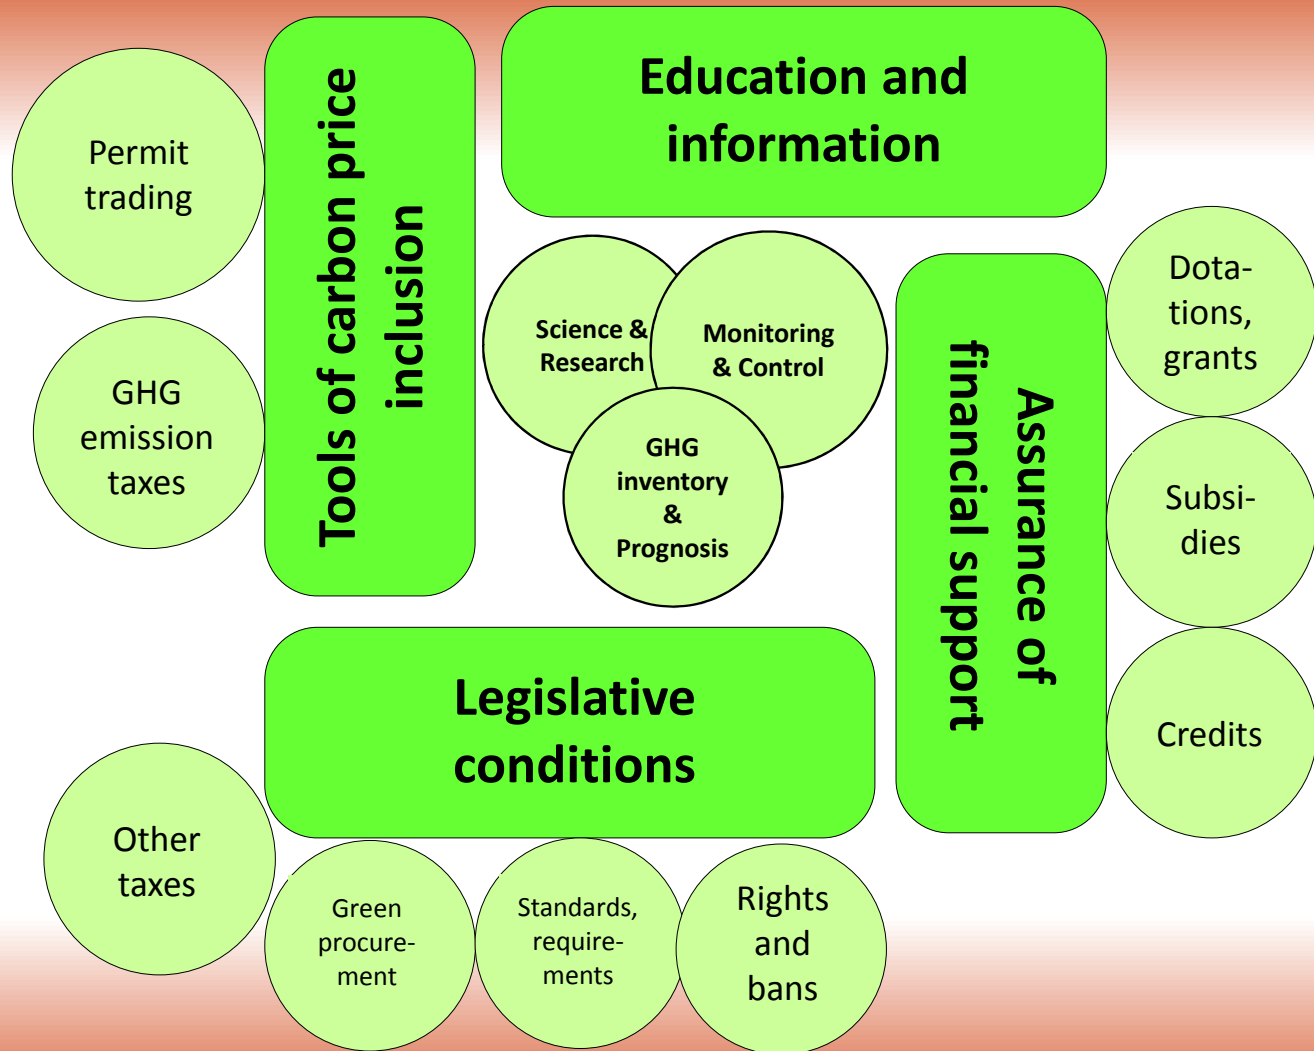 Education and
information
Permit
trading
Tools of carbon price
inclusion
GHG
emission
taxes
Science &
Research
Monitoring
& Control
GHG
inventory
&
Prognosis
Assurance of
financial support
Dota-
tions,
grants
Subsi-
dies
Credits
Legislative
conditions
Other
taxes
Green
procure-
ment
Standards,
require-
ments
Rights
and
bans